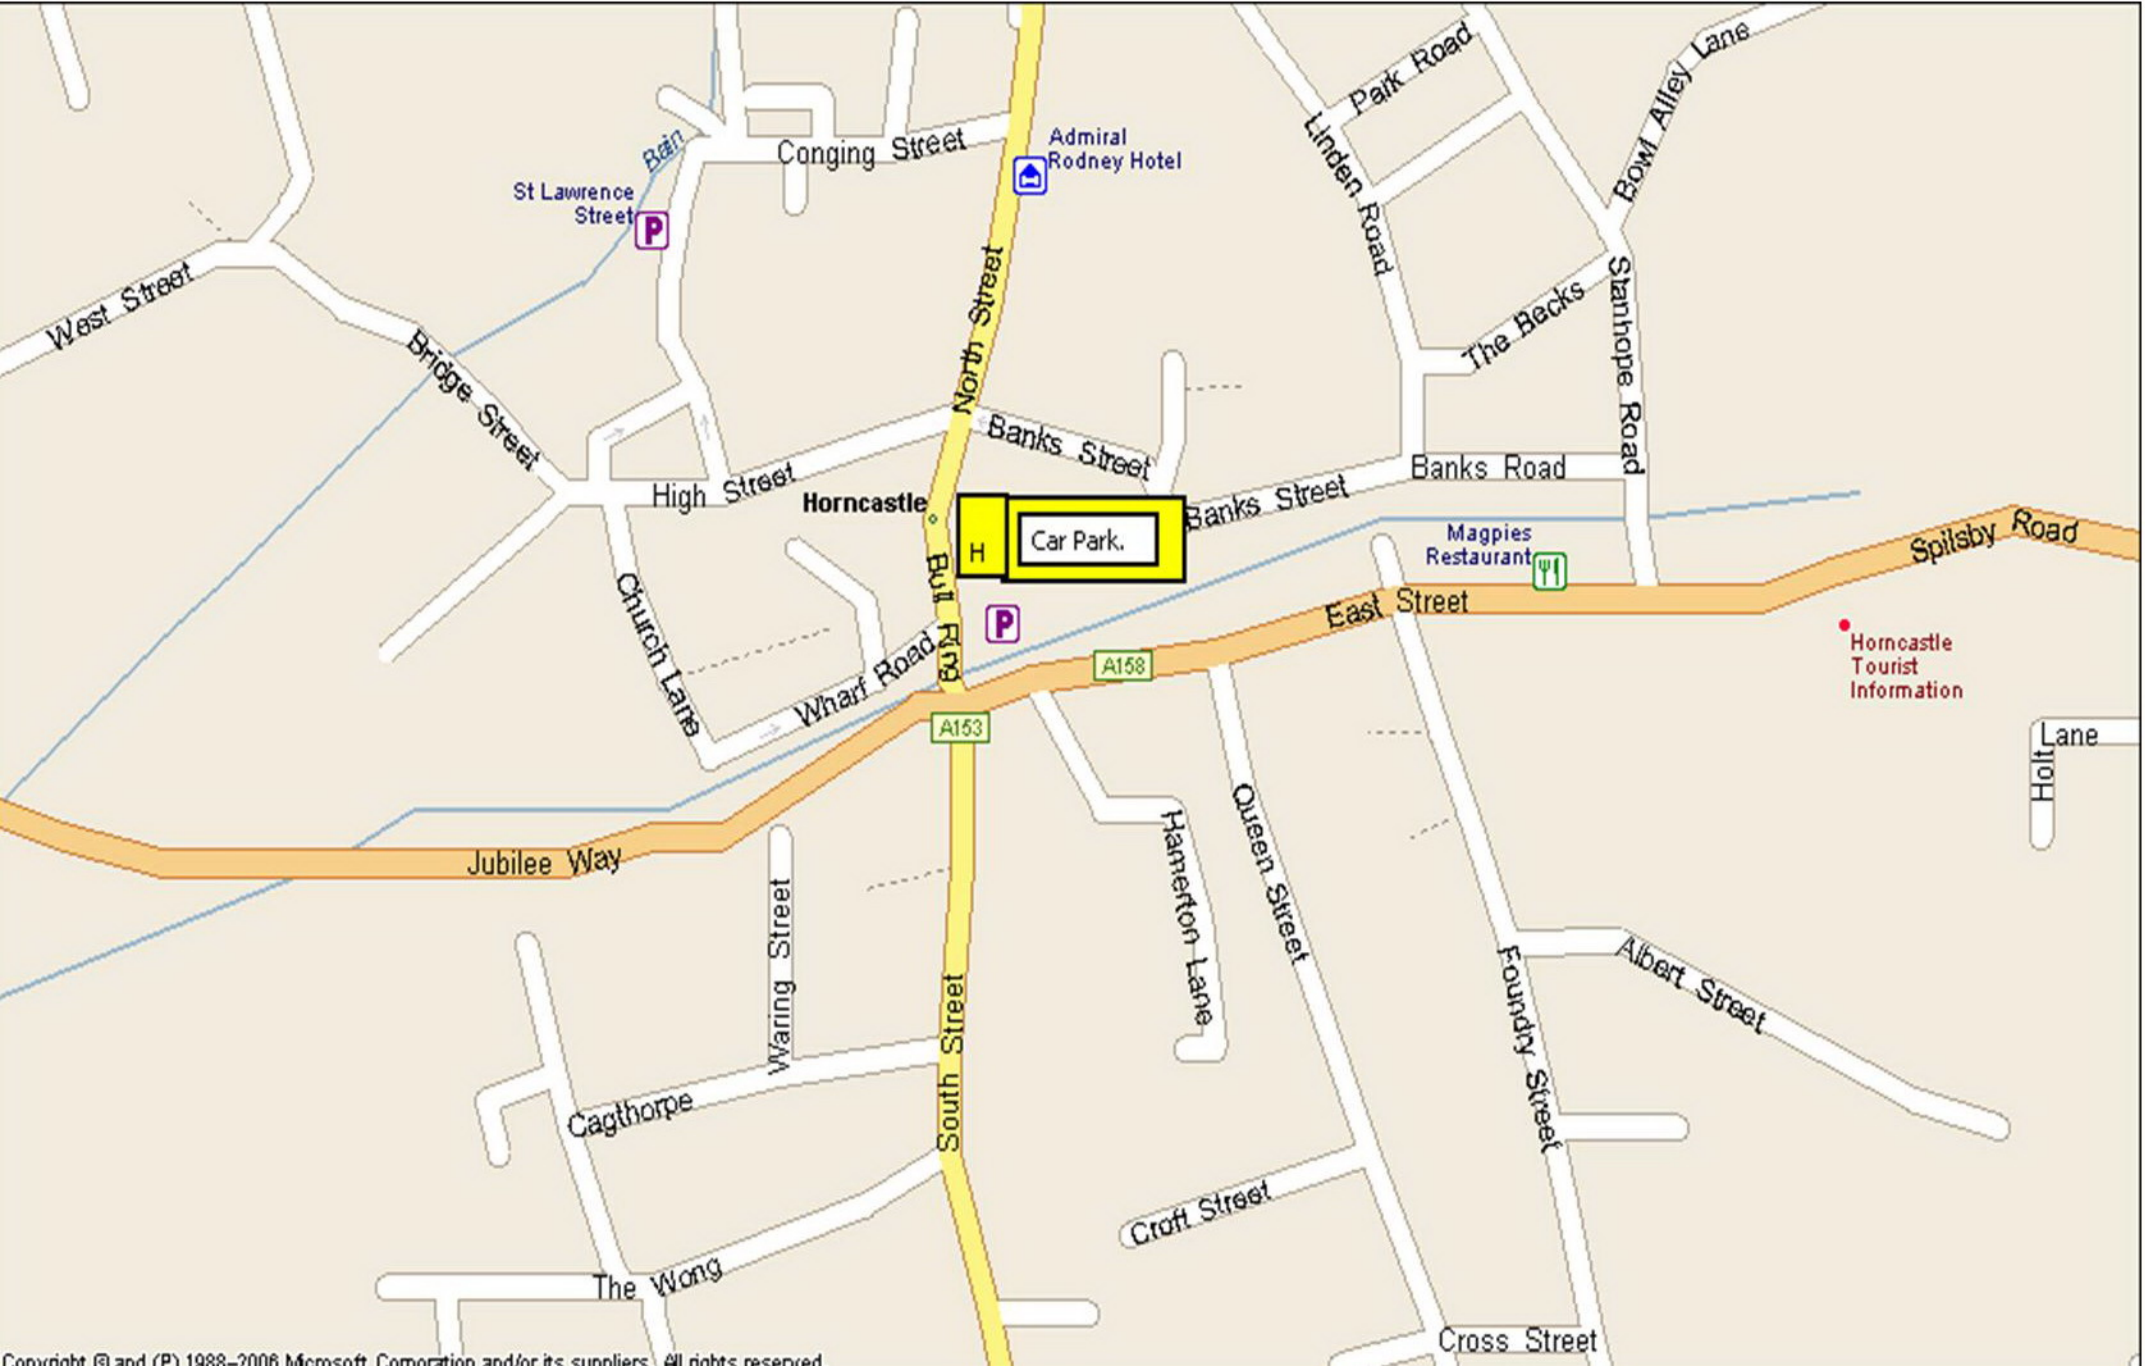 Park Road
Bowl Alley Lane
Admiral
Rodney Hotel
Conging Street
Bain
Linden Road
St Lawrence
Street
P
West Street
North Street
Stanhope Road
The Becks
Bridge Street
Banks Street
Banks Road
High Street
Horncastle
Banks Street
H
Car Park.
Magpies
Restaurant
Spilsby Road
Bull Ring
P
East Street
Church Lane
Wharf Road
A158
Horncastle
Tourist
Information
A153
Lane
Holt
Jubilee Way
Hamerton Lane
Queen Street
Waring Street
South Street
Foundry Street
Albert Street
Cagthorpe
Croft Street
The Wong
Cross Street
Copyright © and (P) 1988–2006 Microsoft Corporation and/or its suppliers. All rights reserved.